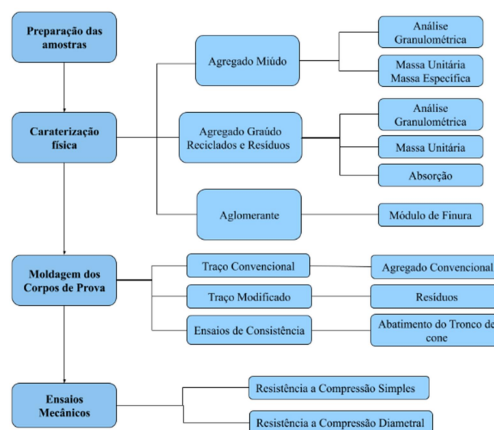 Preparação das
amostras
Caraterização
física
Moldagem dos
Corpos de Prova
Ensaios
Mecânicos
Agregado Miúdo
Agregado Graúdo
Reciclados e Resíduos
Aglomerante
Análise
Granulométrica
Massa Unitária
Massa Específica
Análise
Granulométrica
Massa Unitária
Absorção
Módulo de Finura
Traço Convencional
Agregado Convencional
Traço Modificado
Resíduos
Ensaios de Consistência
Abatimento do Tronco de
cone
Resistência a Compressão Simples
Resistência a Compressão Diametral